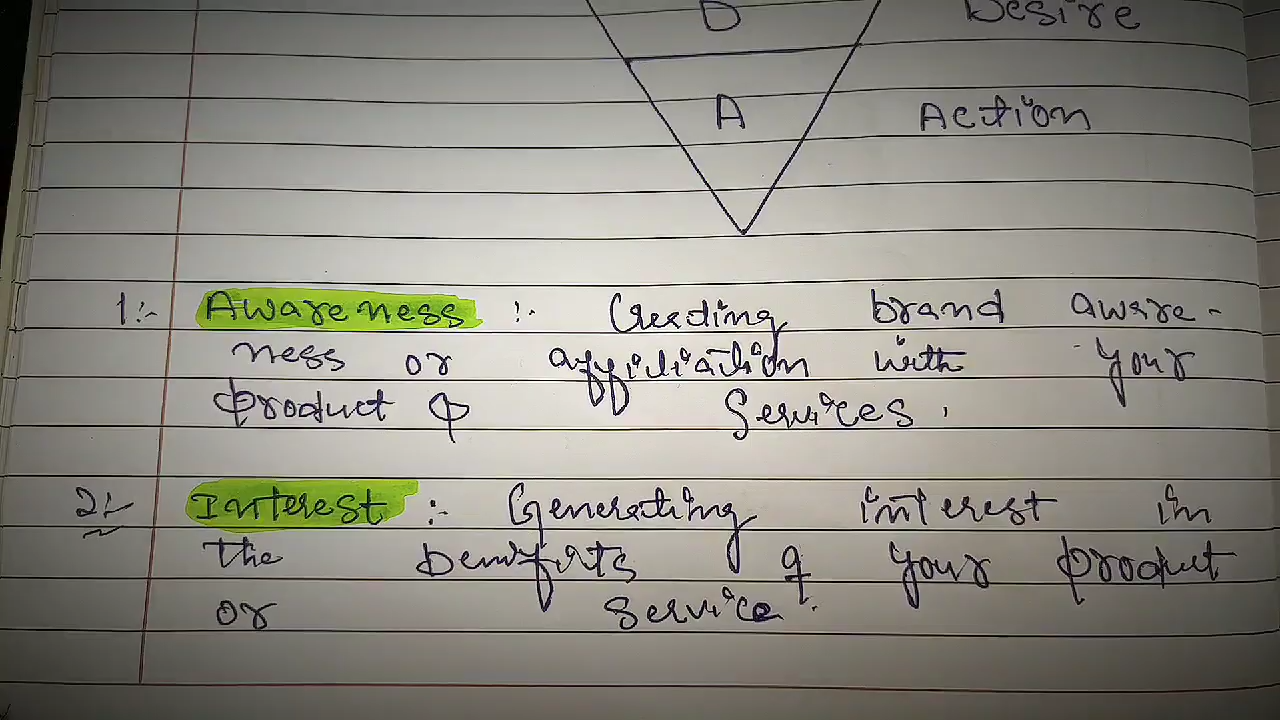 D Desire
A Action
1:- Awareness :- Creating brand aware-
ness or affiliation with your
product & Services.
2:- Interest :- Generating interest in
the benifits of your product
or service.